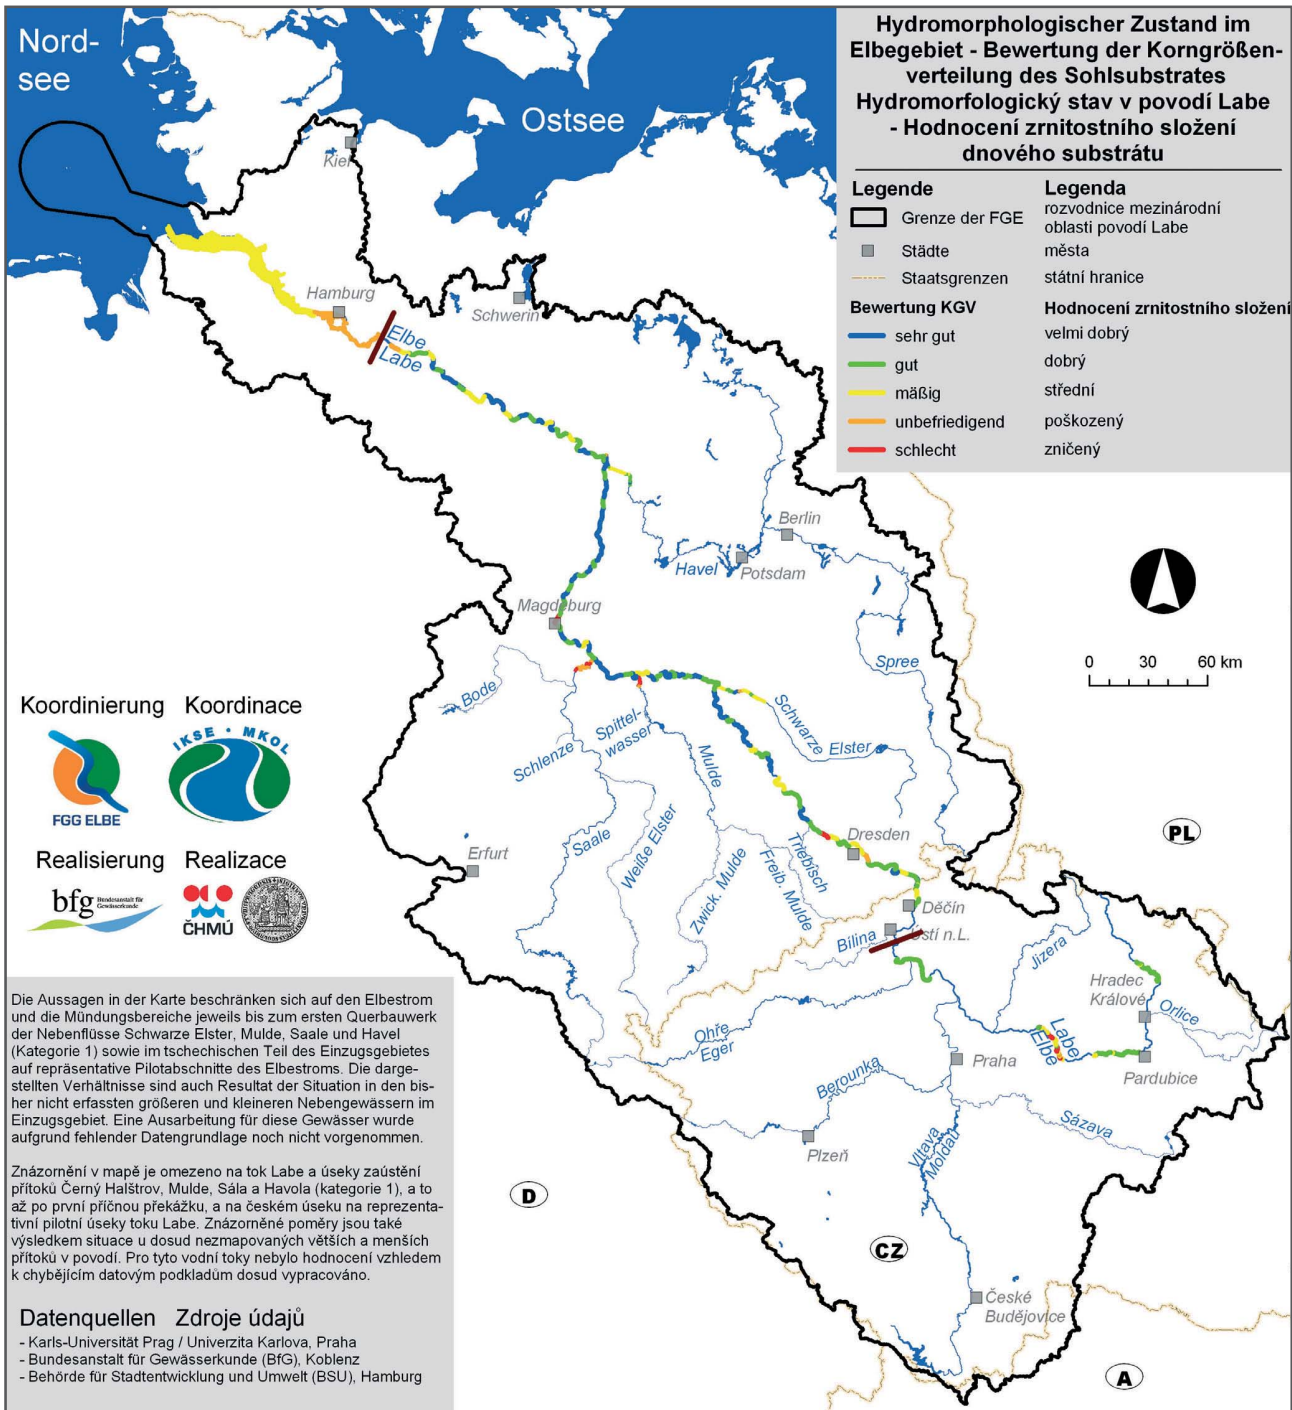 Nord-
see
Ostsee
Hydromorphologischer Zustand im
Elbegebiet - Bewertung der Korngrößen-
verteilung des Sohlsubstrates
Hydromorfologický stav v povodí Labe
- Hodnocení zrnitostního složení
dnového substrátu
Legende Legenda
Grenze der FGE rozvodnice mezinárodní
oblasti povodí Labe
Städte města
Staatsgrenzen státní hranice
Bewertung KGV Hodnocení zrnitostního složení
sehr gut velmi dobrý
gut dobrý
mäßig střední
unbefriedigend poškozený
schlecht zničený
Kiel
Hamburg
Schwerin
Elbe
Labe
Berlin
Havel
Potsdam
Magdeburg
Spree
0 30 60 km
Bode
Schlenze
Spittel-
wasser
Mulde
Schwarze Elster
Saale
Weiße Elster
Zwick. Mulde
Freib. Mulde
Triebisch
Dresden
Erfurt
PL
Děčín
Ústí n.L.
Bílina
Jizera
Hradec
Králové
Orlice
Ohře
Eger
Labe
Elbe
Praha
Pardubice
Berounka
Plzeň
Sázava
Vltava
Moldau
D
CZ
České
Budějovice
A
Koordinierung Koordinace
FGG ELBE
IKSE • MKOL
Realisierung Realizace
bfg Bundesanstalt für
Gewässerkunde
ČHMÚ
Die Aussagen in der Karte beschränken sich auf den Elbestrom
und die Mündungsbereiche jeweils bis zum ersten Querbauwerk
der Nebenflüsse Schwarze Elster, Mulde, Saale und Havel
(Kategorie 1) sowie im tschechischen Teil des Einzugsgebietes
auf repräsentative Pilotabschnitte des Elbestroms. Die darge-
stellten Verhältnisse sind auch Resultat der Situation in den bis-
her nicht erfassten größeren und kleineren Nebengewässern im
Einzugsgebiet. Eine Ausarbeitung für diese Gewässer wurde
aufgrund fehlender Datengrundlage noch nicht vorgenommen.
Znázornění v mapě je omezeno na tok Labe a úseky zaústění
přítoků Černý Halštrov, Mulde, Sála a Havola (kategorie 1), a to
až po první příčnou překážku, a na českém úseku na reprezenta-
tivní pilotní úseky toku Labe. Znázorněné poměry jsou také
výsledkem situace u dosud nezmapovaných větších a menších
přítoků v povodí. Pro tyto vodní toky nebylo hodnocení vzhledem
k chybějícím datovým podkladům dosud vypracováno.
Datenquellen Zdroje údajů
- Karls-Universität Prag / Univerzita Karlova, Praha
- Bundesanstalt für Gewässerkunde (BfG), Koblenz
- Behörde für Stadtentwicklung und Umwelt (BSU), Hamburg